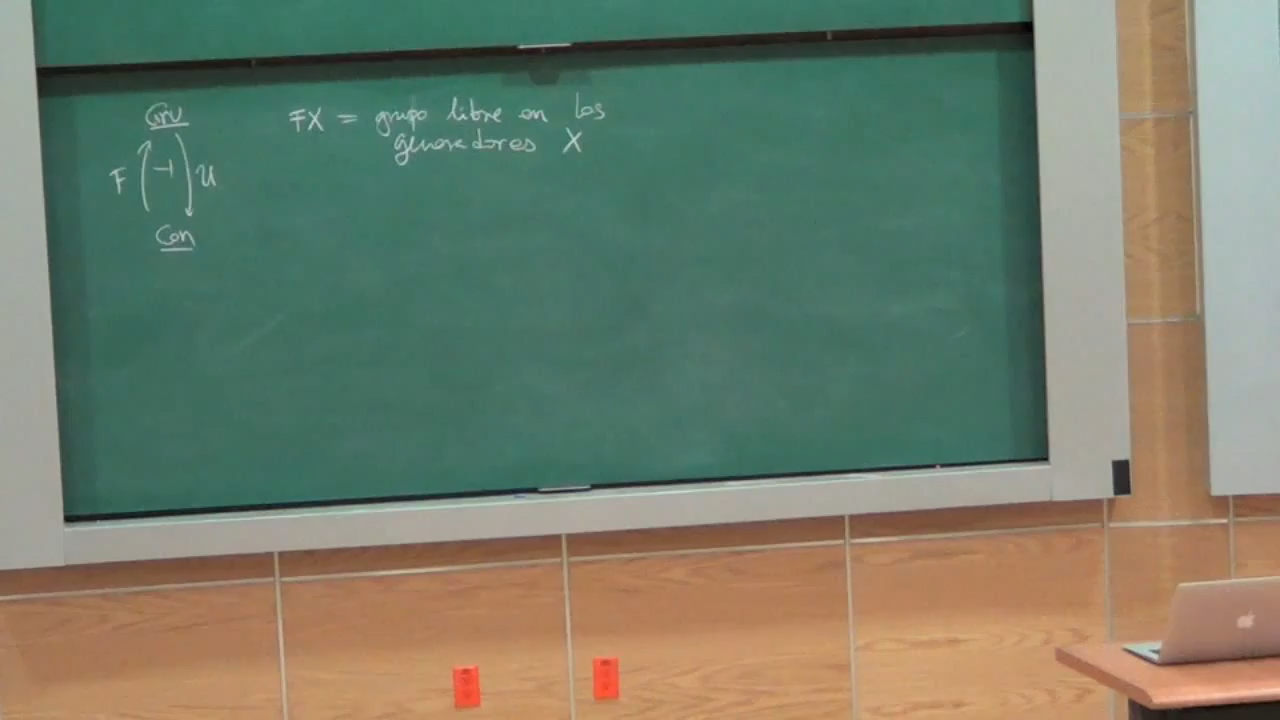 Gru
F ⊣ U
Con
FX = grupo libre en los
generadores X